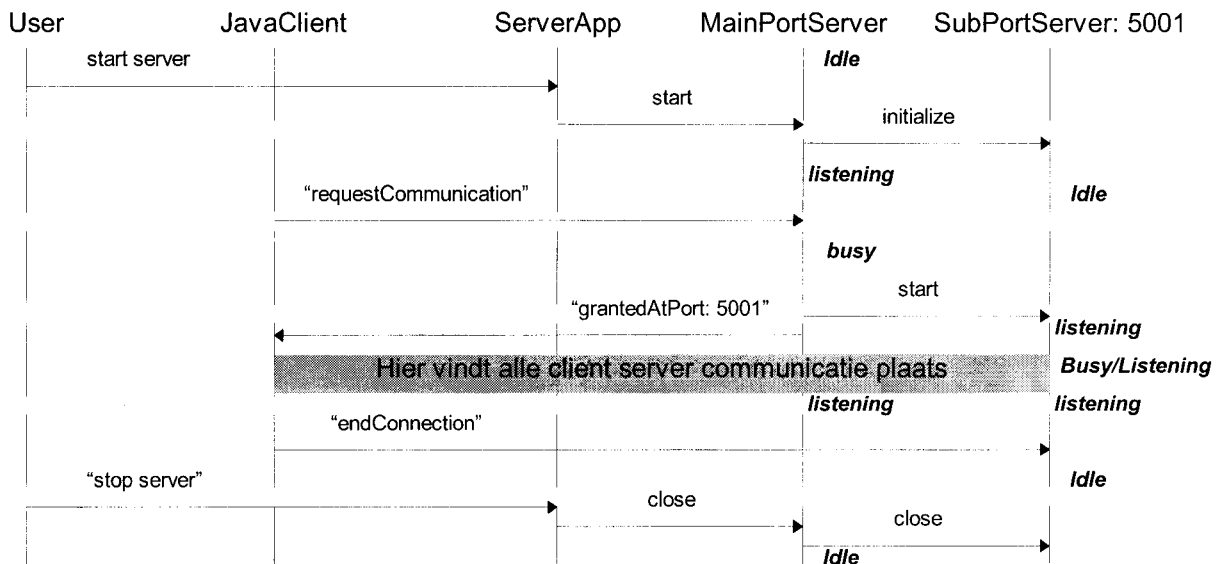 User JavaClient ServerApp MainPortServer SubPortServer: 5001
start server
Idle
start
initialize
listening
“requestCommunication”
Idle
busy
start
“grantedAtPort: 5001”
listening
Hier vindt alle client server communicatie plaats
Busy/Listening
listening
listening
“endConnection”
“stop server”
Idle
close
close
Idle